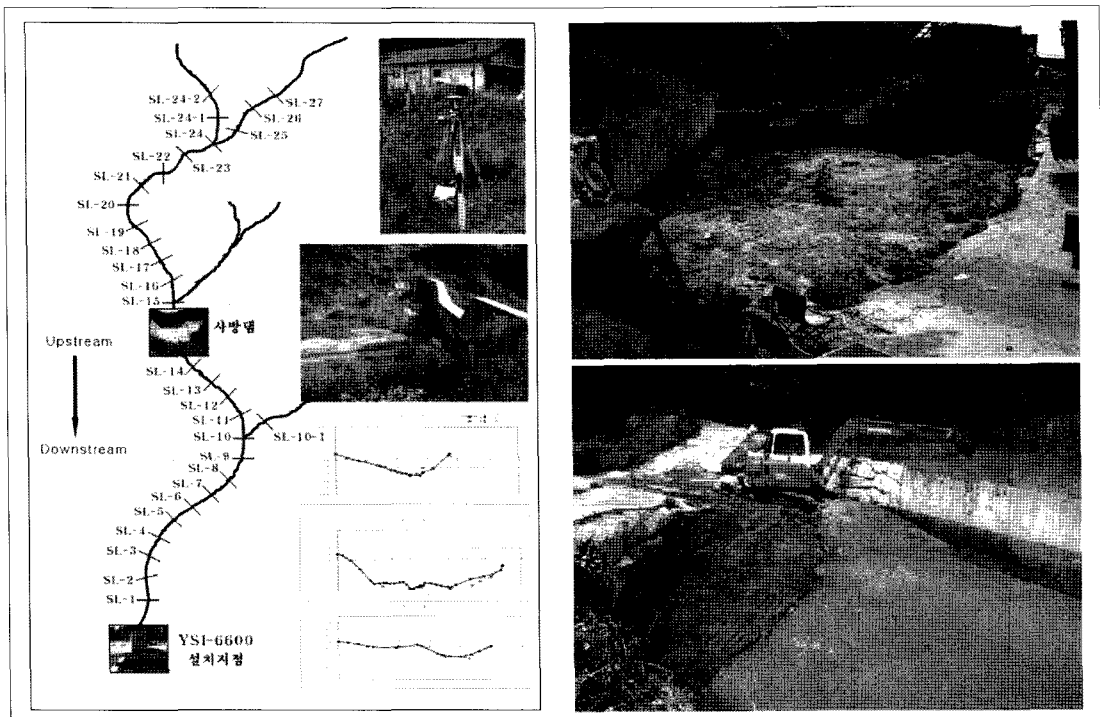 SL-24-2
SL-27
SL-24-1
SL-26
SL-24
SL-25
SL-22
SL-23
SL-21
SL-20
SL-19
SL-18
SL-17
SL-16
SL-15
사방댐
Upstream
SL-14
SL-13
SL-12
SL-11
SL-10
SL-10-1
Downstream
SL-9
SL-8
SL-7
SL-6
SL-5
SL-4
SL-3
SL-2
SL-1
YSI-6600
설치지점